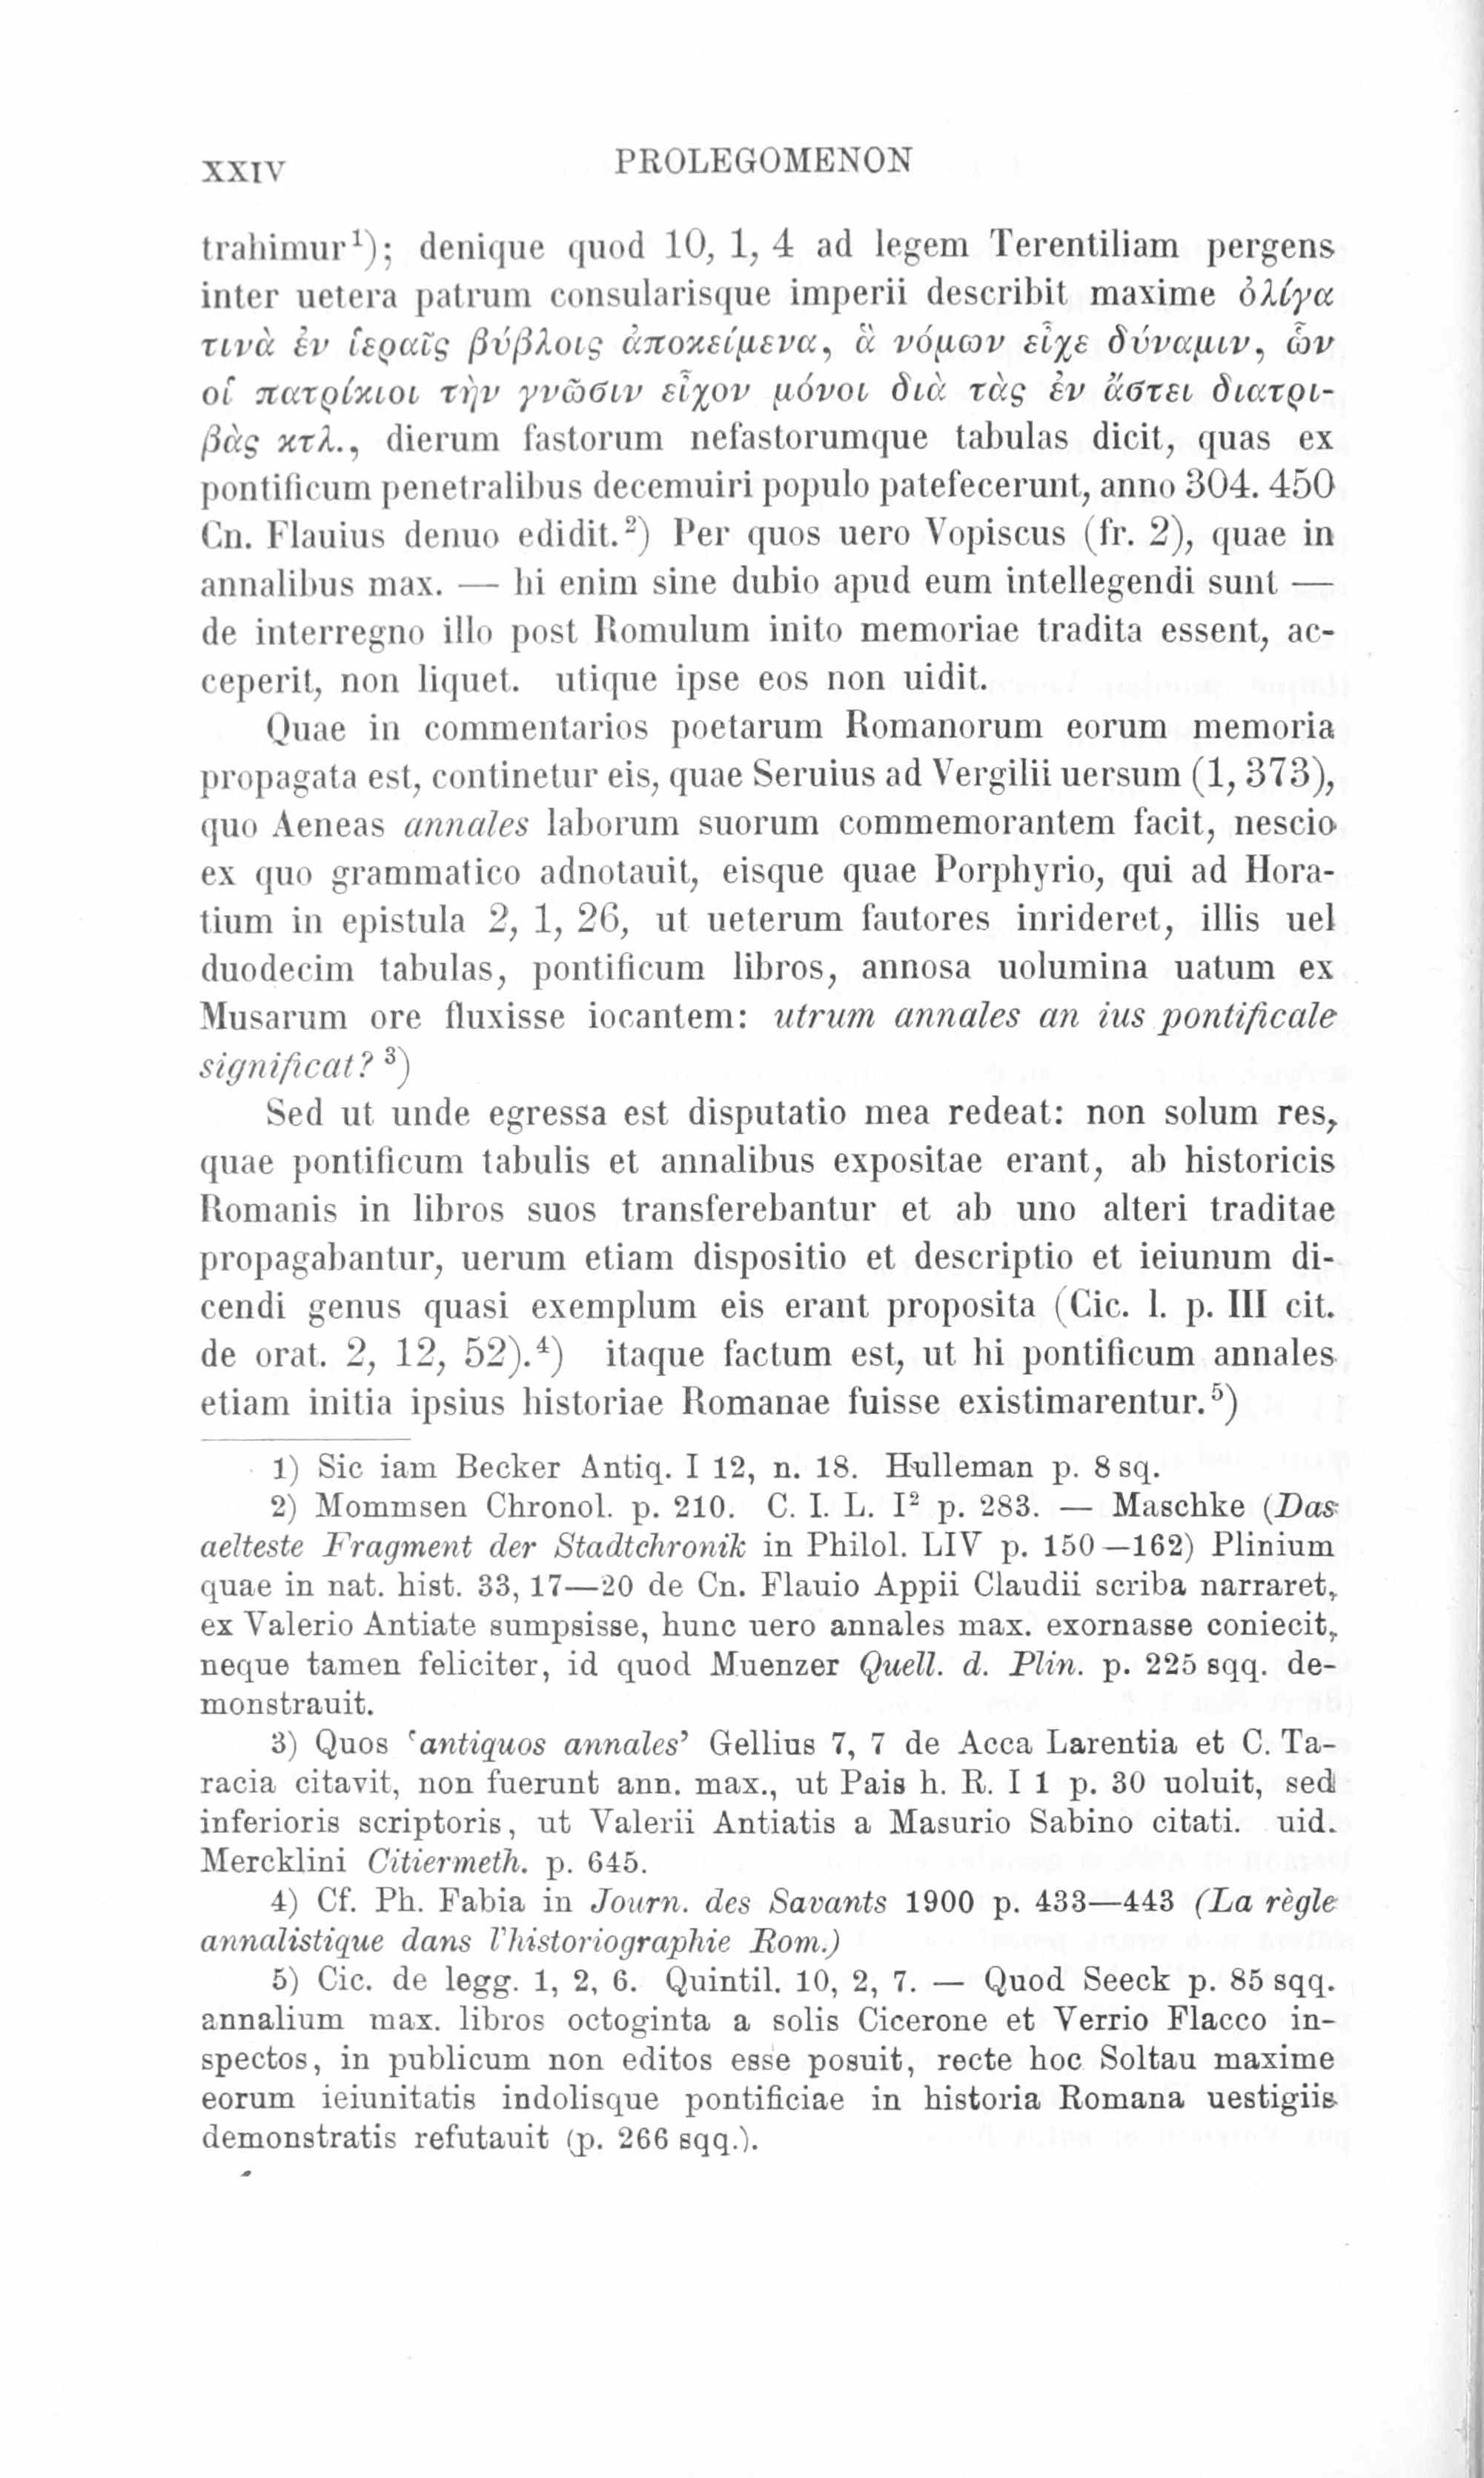 XXIV
PROLEGOMENON
trahimur¹); denique quod 10, 1, 4 ad legem Terentiliam pergens
inter uetera patrum consularisque imperii describit maxime ὀλίγα
τινὰ ἐν ἱεραῖς βύβλοις ἀποκείμενα, ἃ νόμων εἶχε δύναμιν, ὧν
οἱ πατρίκιοι τὴν γνῶσιν εἶχον μόνοι διὰ τὰς ἐν ἄστει διατρι-
βὰς κτλ., dierum fastorum nefastorumque tabulas dicit, quas ex
pontificum penetralibus decemuiri populo patefecerunt, anno 304. 450
Cn. Flauius denuo edidit.²) Per quos uero Vopiscus (fr. 2), quae in
annalibus max. — hi enim sine dubio apud eum intellegendi sunt —
de interregno illo post Romulum inito memoriae tradita essent, ac-
ceperit, non liquet. utique ipse eos non uidit.
Quae in commentarios poetarum Romanorum eorum memoria
propagata est, continetur eis, quae Seruius ad Vergilii uersum (1, 373),
quo Aeneas annales laborum suorum commemorantem facit, nescio
ex quo grammatico adnotauit, eisque quae Porphyrio, qui ad Hora-
tium in epistula 2, 1, 26, ut ueterum fautores inrideret, illis uel
duodecim tabulas, pontificum libros, annosa uolumina uatum ex
Musarum ore fluxisse iocantem: utrum annales an ius pontificale
significat? ³)
Sed ut unde egressa est disputatio mea redeat: non solum res,
quae pontificum tabulis et annalibus expositae erant, ab historicis
Romanis in libros suos transferebantur et ab uno alteri traditae
propagabantur, uerum etiam dispositio et descriptio et ieiunum di-
cendi genus quasi exemplum eis erant proposita (Cic. l. p. III cit.
de orat. 2, 12, 52).⁴) itaque factum est, ut hi pontificum annales
etiam initia ipsius historiae Romanae fuisse existimarentur.⁵)
1) Sic iam Becker Antiq. I 12, n. 18. Hulleman p. 8 sq.
2) Mommsen Chronol. p. 210. C. I. L. I² p. 283. — Maschke (Das
aelteste Fragment der Stadtchronik in Philol. LIV p. 150—162) Plinium
quae in nat. hist. 33, 17—20 de Cn. Flauio Appii Claudii scriba narraret,
ex Valerio Antiate sumpsisse, hunc uero annales max. exornasse coniecit,
neque tamen feliciter, id quod Muenzer Quell. d. Plin. p. 225 sqq. de-
monstrauit.
3) Quos ‘antiquos annales’ Gellius 7, 7 de Acca Larentia et C. Ta-
racia citavit, non fuerunt ann. max., ut Pais h. R. I 1 p. 30 uoluit, sed
inferioris scriptoris, ut Valerii Antiatis a Masurio Sabino citati. uid.
Mercklini Citiermeth. p. 645.
4) Cf. Ph. Fabia in Journ. des Savants 1900 p. 433—443 (La règle
annalistique dans l'historiographie Rom.)
5) Cic. de legg. 1, 2, 6. Quintil. 10, 2, 7. — Quod Seeck p. 85 sqq.
annalium max. libros octoginta a solis Cicerone et Verrio Flacco in-
spectos, in publicum non editos esse posuit, recte hoc Soltau maxime
eorum ieiunitatis indolisque pontificiae in historia Romana uestigiis
demonstratis refutauit (p. 266 sqq.).